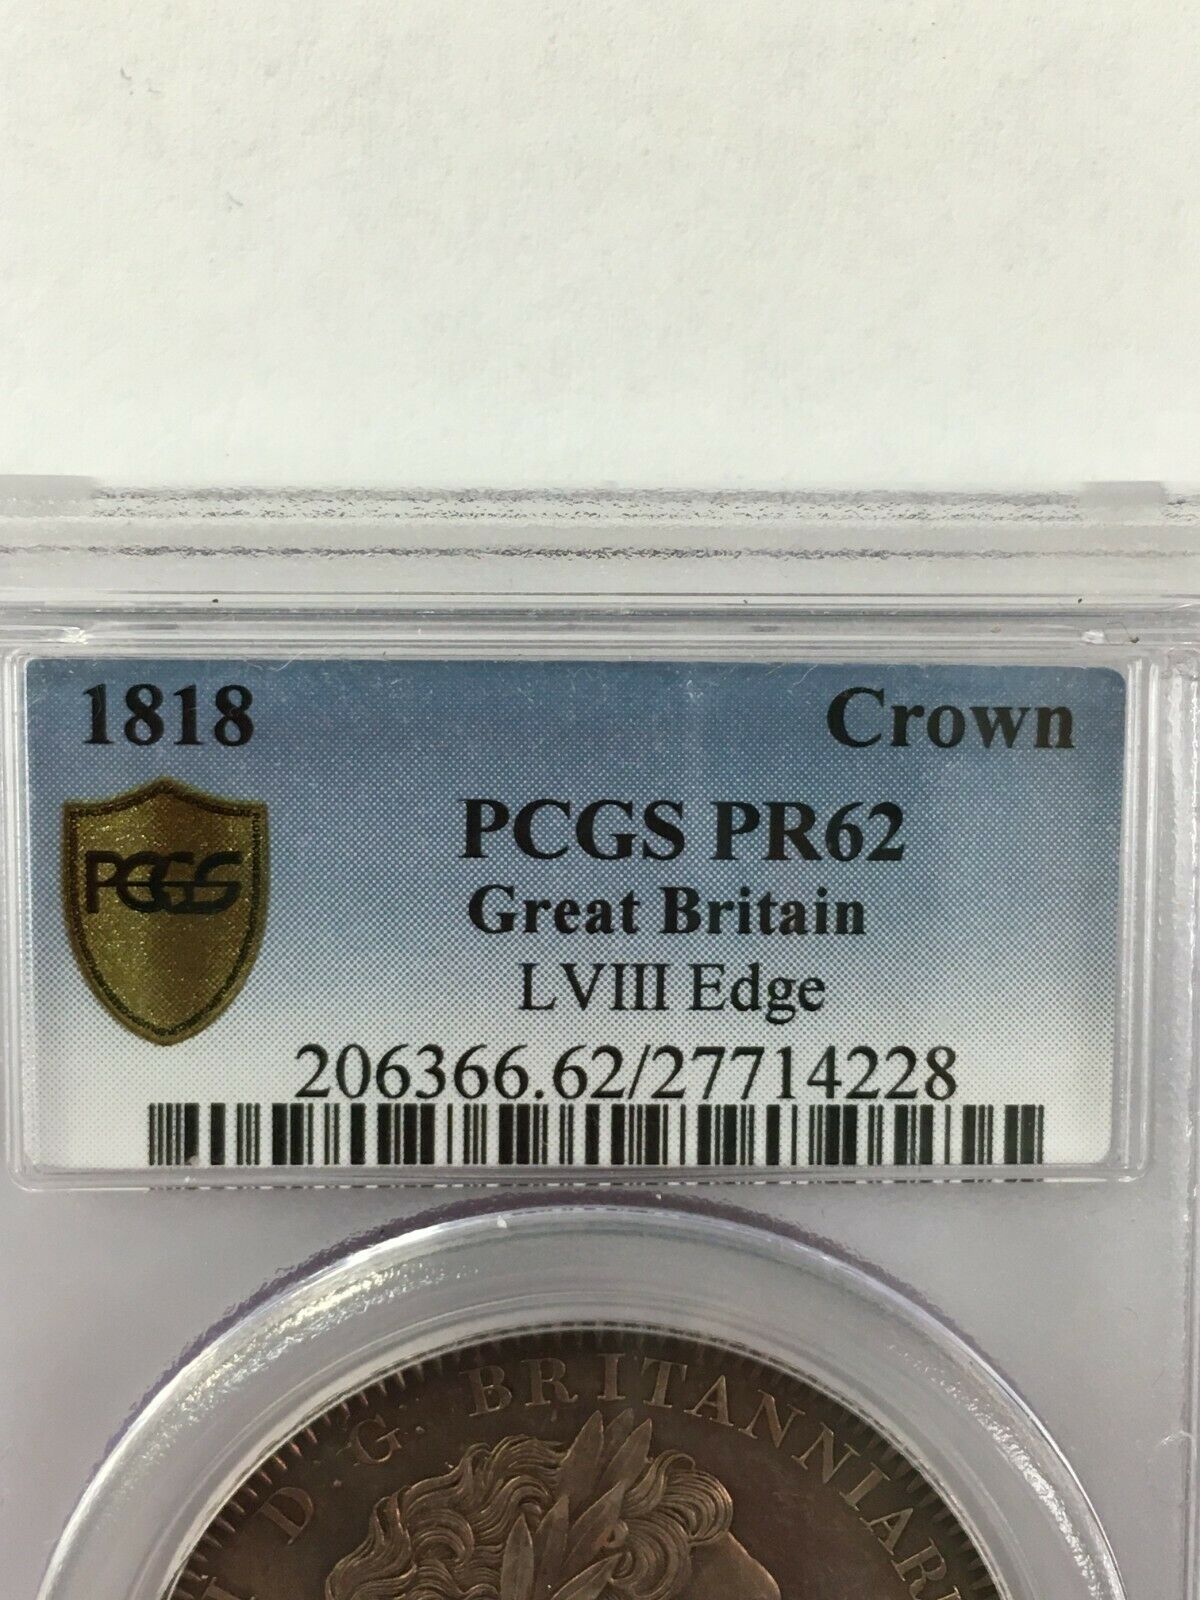 1818 Crown
PCGS
PCGS PR62
Great Britain
LVIII Edge
206366.62/27714228
D. G. BRITANNIAR